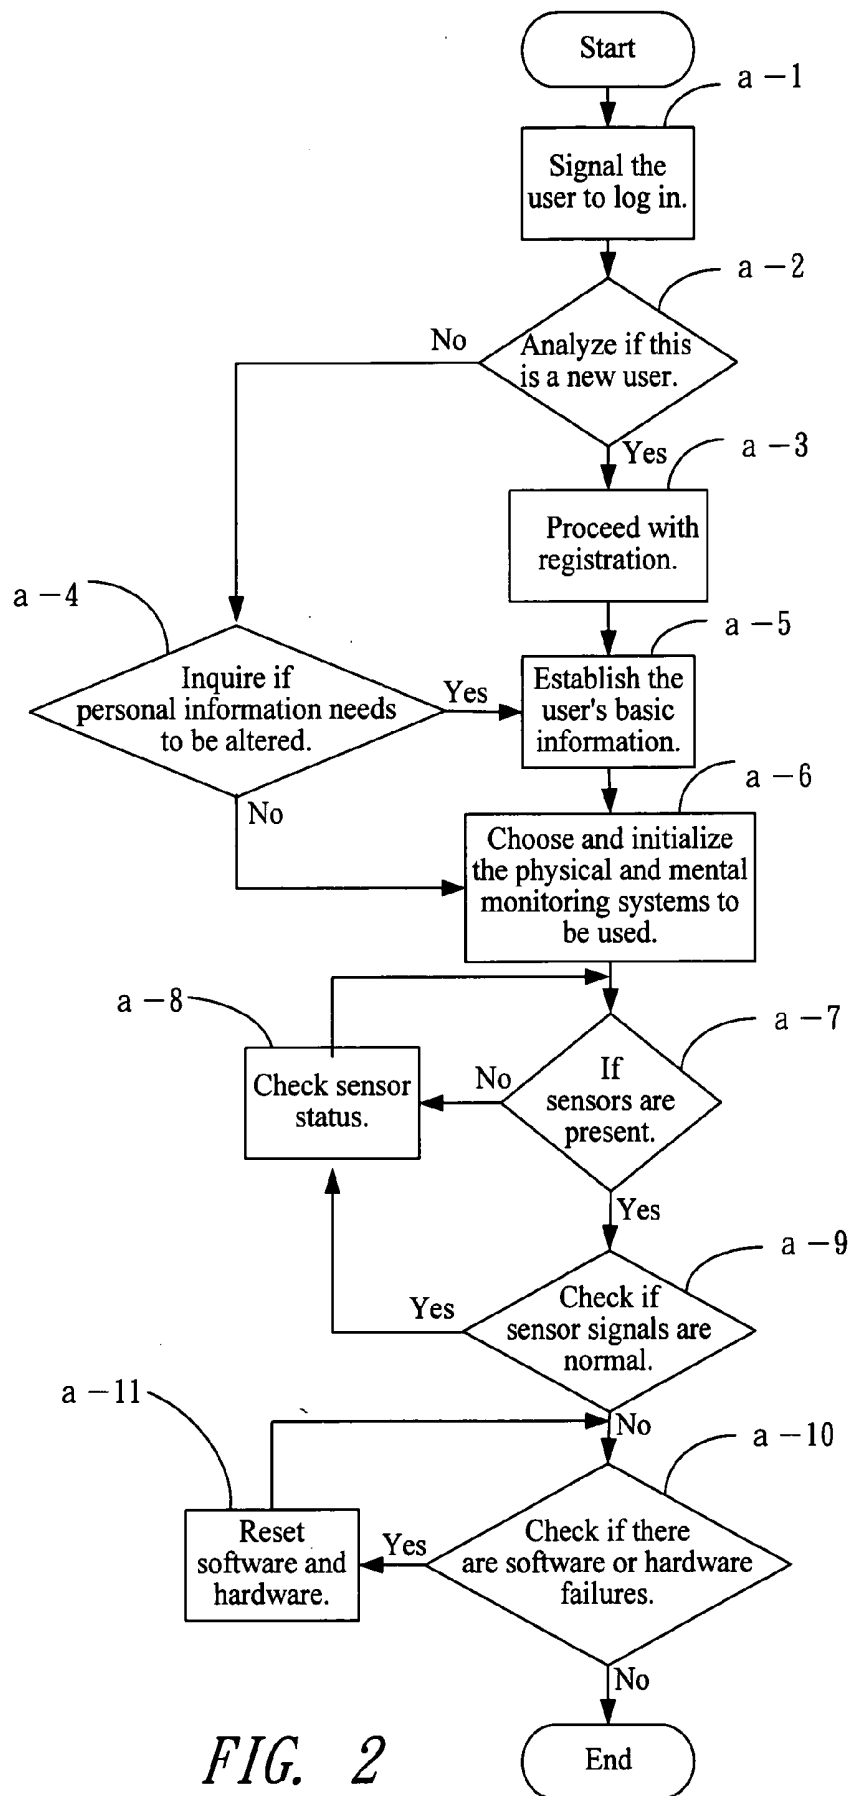 Start
a-1
Signal the
user to log in.
a-2
No
Analyze if this
is a new user.
Yes
a-3
Proceed with
registration.
a-4
a-5
Inquire if
personal information needs
to be altered.
Yes
Establish the
user's basic
information.
No
a-6
Choose and initialize
the physical and mental
monitoring systems to
be used.
a-8
a-7
Check sensor
status.
No
If
sensors are
present.
Yes
a-9
Yes
Check if
sensor signals are
normal.
a-11
No
a-10
Reset
software and
hardware.
Yes
Check if there
are software or hardware
failures.
No
FIG. 2
End